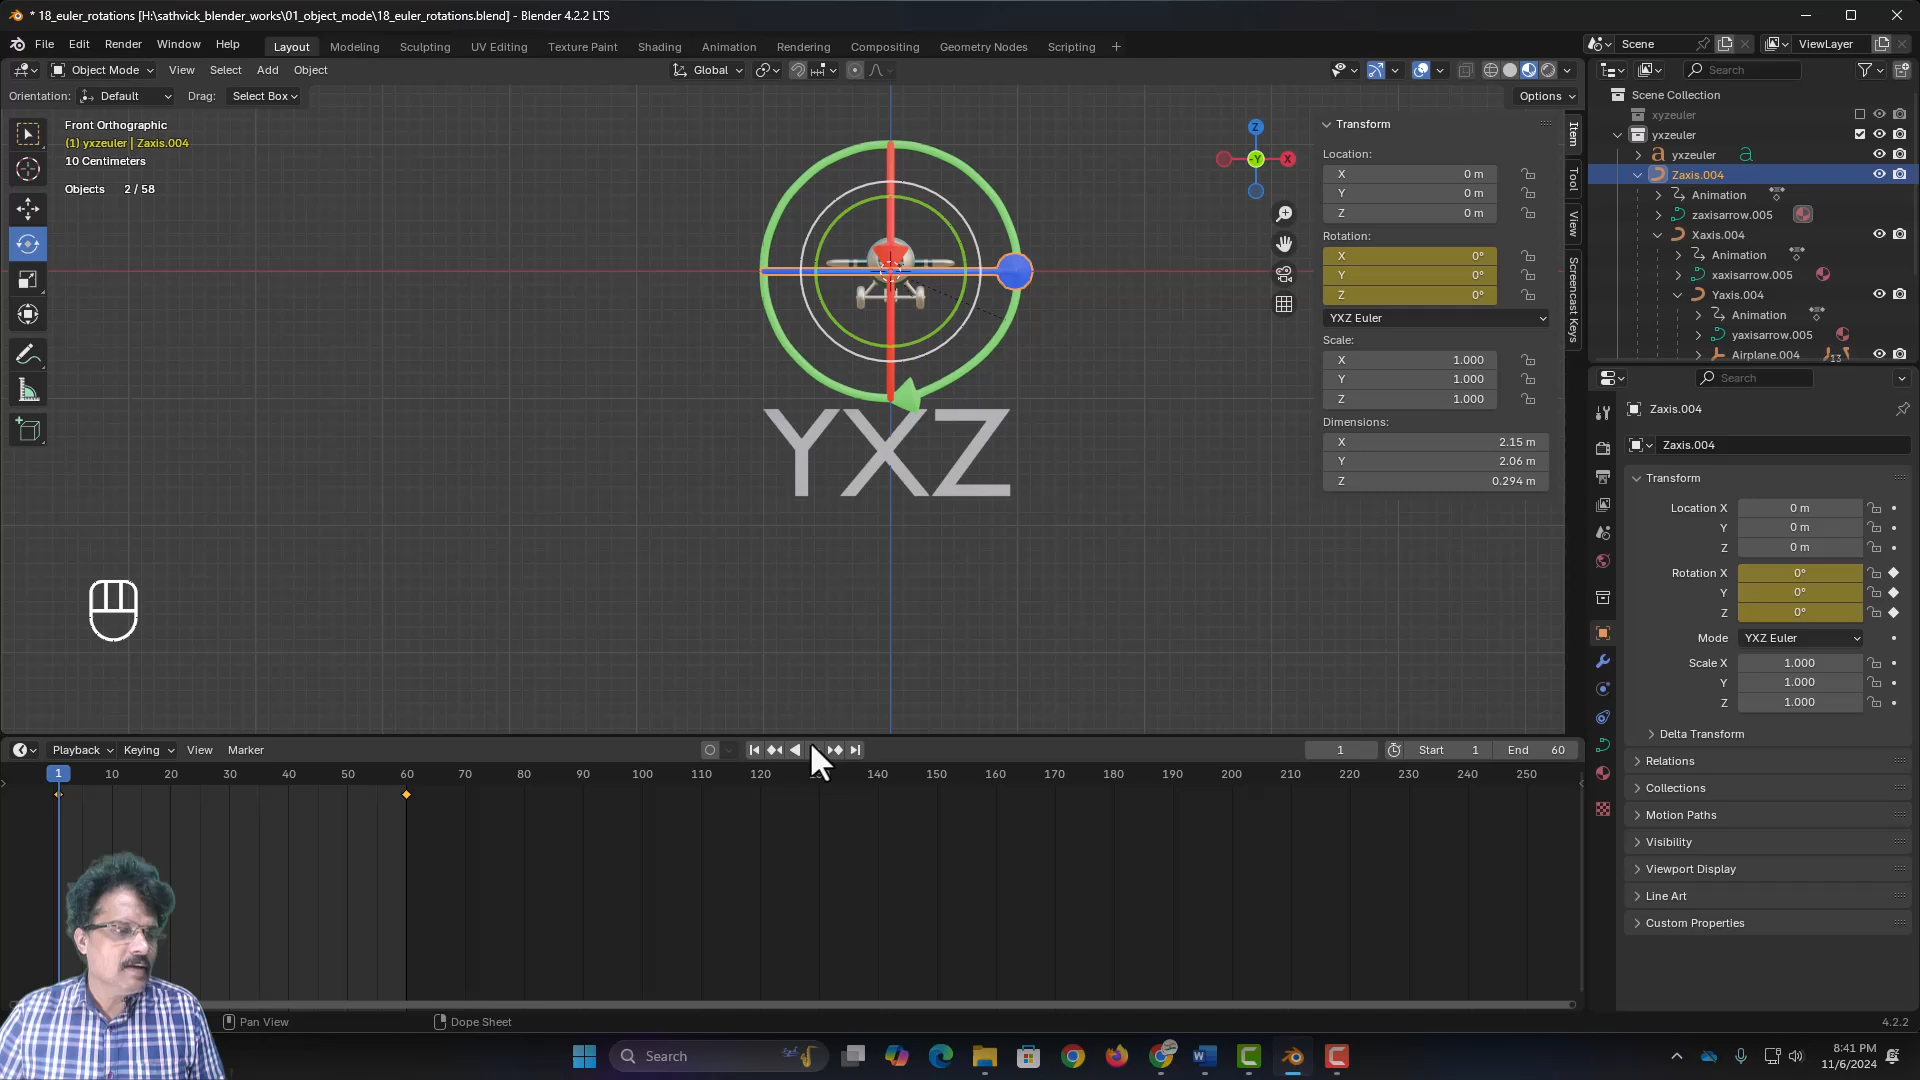 * 18_euler_rotations [H:\sathvick_blender_works\01_object_mode\18_euler_rotations.blend] - Blender 4.2.2 LTS
File Edit Render Window Help Layout Modeling Sculpting UV Editing Texture Paint Shading Animation Rendering Compositing Geometry Nodes Scripting + Scene ViewLayer
Object Mode View Select Add Object Global Search
Orientation: Default Drag: Select Box Options
Scene Collection
xyzeuler
yxzeuler
yxzeuler
Zaxis.004
Animation
zaxisarrow.005
Xaxis.004
Animation
xaxisarrow.005
Yaxis.004
Animation
yaxisarrow.005
Airplane.004 13
Front Orthographic
(1) yxzeuler | Zaxis.004
10 Centimeters
Objects 2 / 58
Z
-Y X
YXZ
Transform
Location:
X 0 m
Y 0 m
Z 0 m
Rotation:
X 0°
Y 0°
Z 0°
YXZ Euler
Scale:
X 1.000
Y 1.000
Z 1.000
Dimensions:
X 2.15 m
Y 2.06 m
Z 0.294 m
Item
Tool
View
Screencast Keys
Search
Zaxis.004
Zaxis.004
Transform
Location X 0 m
Y 0 m
Z 0 m
Rotation X 0°
Y 0°
Z 0°
Mode YXZ Euler
Scale X 1.000
Y 1.000
Z 1.000
Delta Transform
Relations
Collections
Motion Paths
Visibility
Viewport Display
Line Art
Custom Properties
Playback Keying View Marker 1 Start 1 End 60
1 10 20 30 40 50 60 70 80 90 100 110 120 130 140 150 160 170 180 190 200 210 220 230 240 250
Pan View Dope Sheet 4.2.2
Search
8:41 PM
11/6/2024